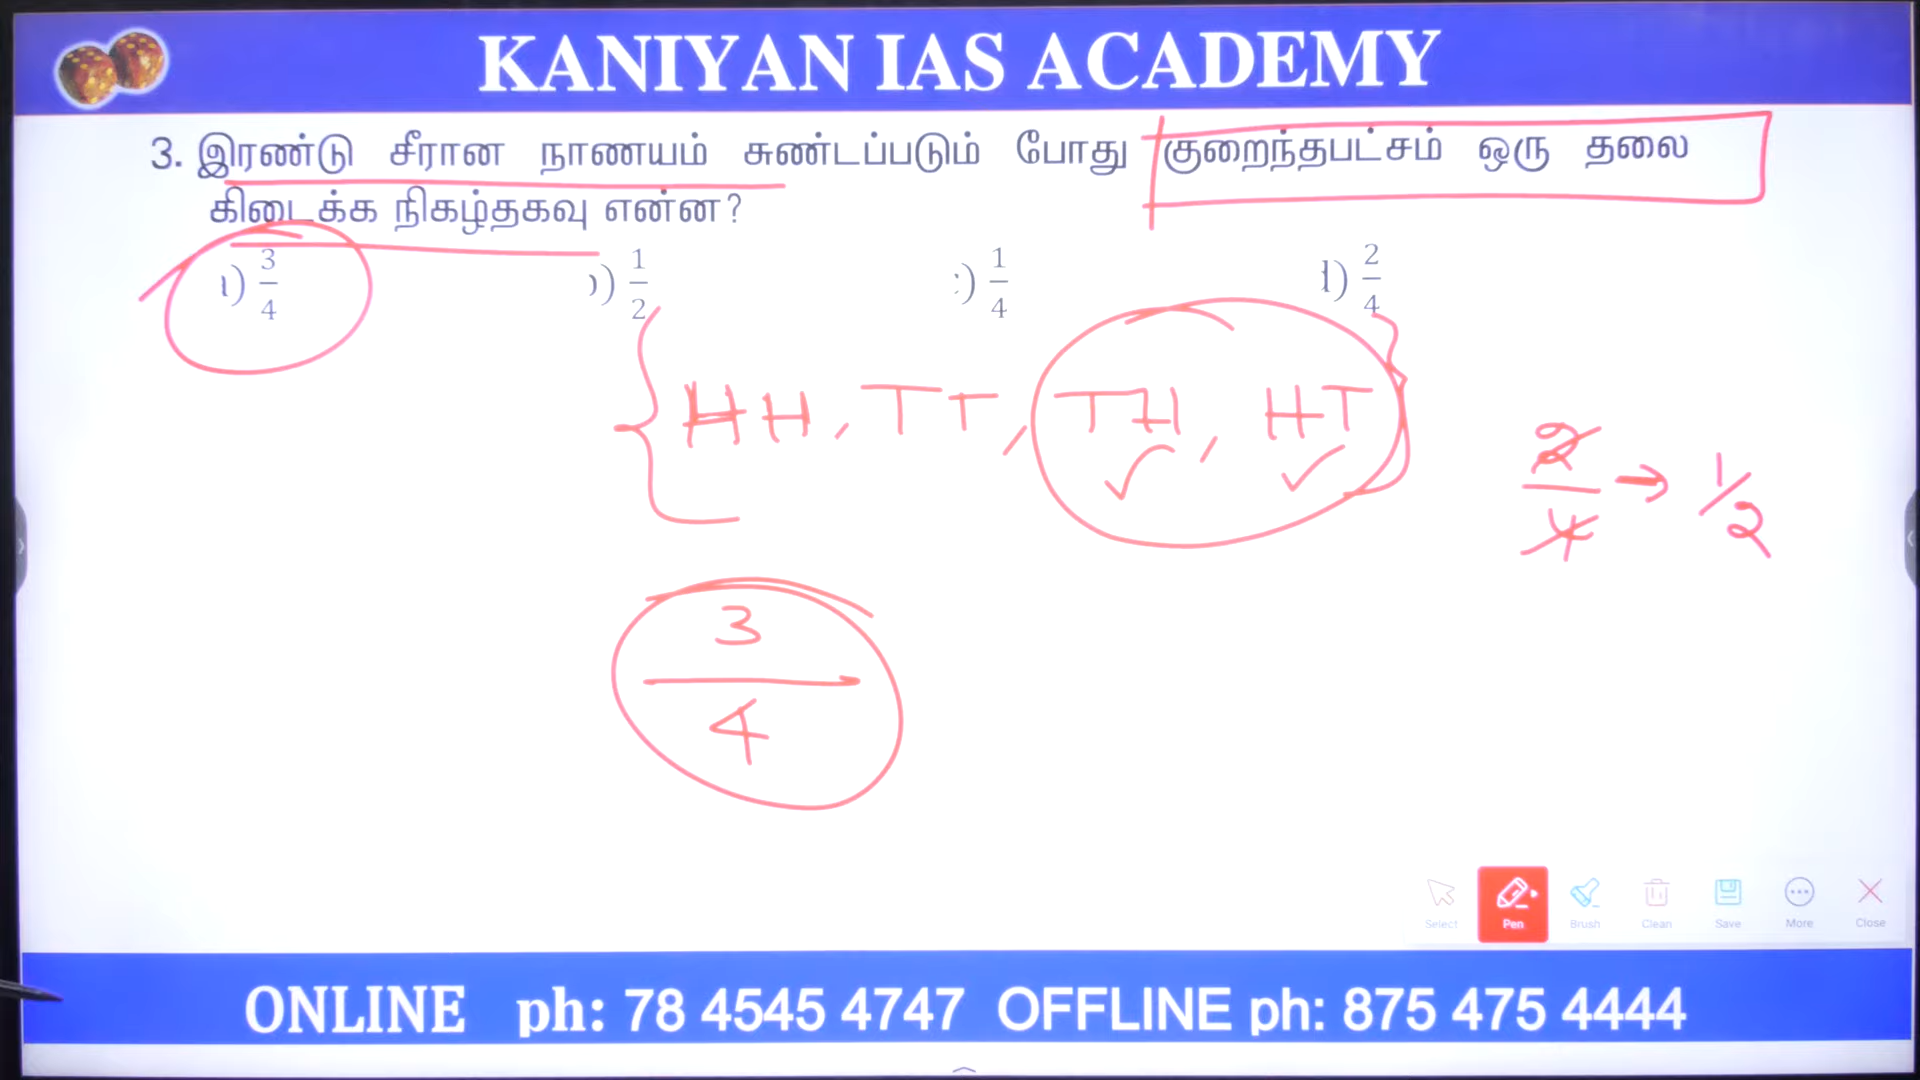 KANIYAN IAS ACADEMY
3. இரண்டு சீரான நாணயம் சுண்டப்படும் போது குறைந்தபட்சம் ஒரு தலை
கிடைக்க நிகழ்தகவு என்ன?
a) 3/4 b) 1/2 c) 1/4 d) 2/4
{ HH, TT, TH, HT }
2/4 → 1/2
3/4
Select Pen Brush Clean Save More Close
ONLINE ph: 78 4545 4747 OFFLINE ph: 875 475 4444